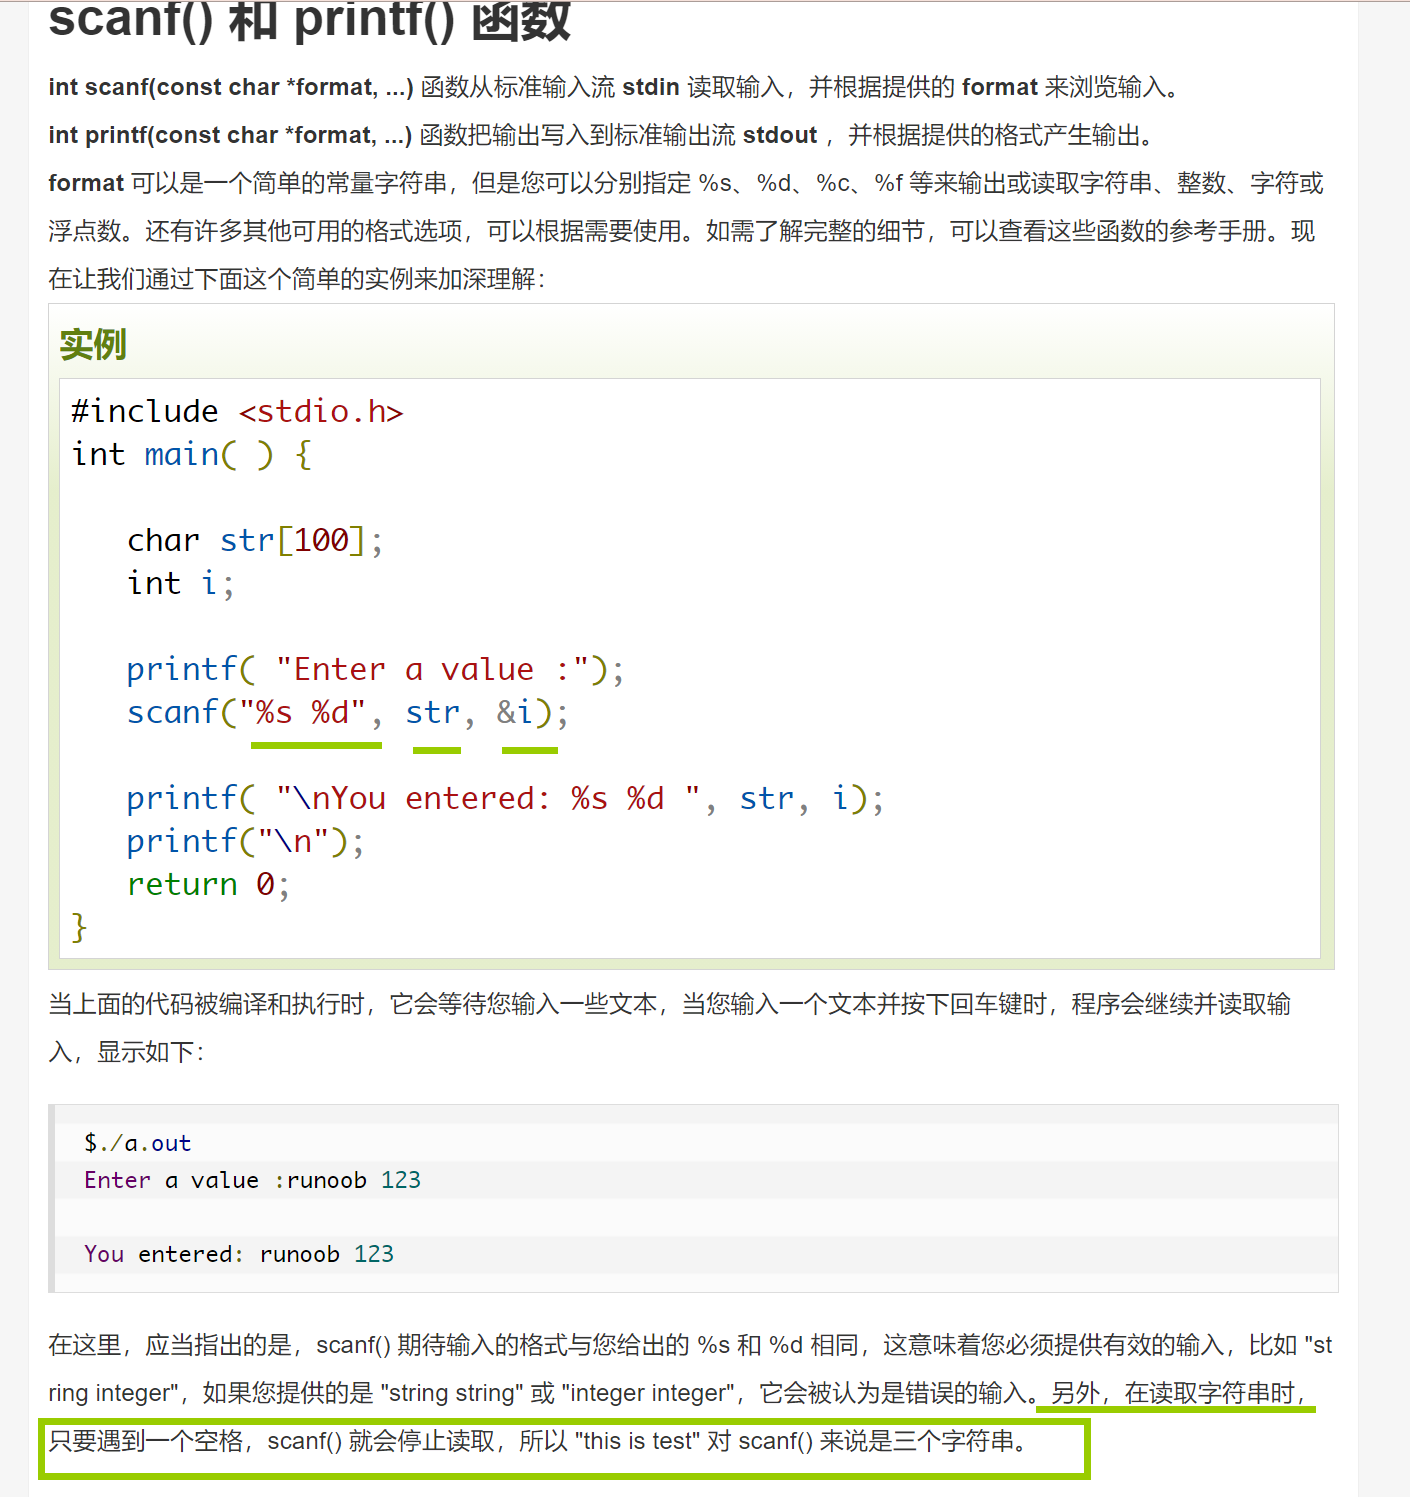 scanf() 和 printf() 函数
int scanf(const char *format, ...) 函数从标准输入流 stdin 读取输入，并根据提供的 format 来浏览输入。
int printf(const char *format, ...) 函数把输出写入到标准输出流 stdout ，并根据提供的格式产生输出。
format 可以是一个简单的常量字符串，但是您可以分别指定 %s、%d、%c、%f 等来输出或读取字符串、整数、字符或
浮点数。还有许多其他可用的格式选项，可以根据需要使用。如需了解完整的细节，可以查看这些函数的参考手册。现
在让我们通过下面这个简单的实例来加深理解：
实例
#include <stdio.h>
int main( ) {
char str[100];
int i;
printf( "Enter a value :");
scanf("%s %d", str, &i);
printf( "\nYou entered: %s %d ", str, i);
printf("\n");
return 0;
}
当上面的代码被编译和执行时，它会等待您输入一些文本，当您输入一个文本并按下回车键时，程序会继续并读取输
入，显示如下：
$./a.out
Enter a value :runoob 123
You entered: runoob 123
在这里，应当指出的是，scanf() 期待输入的格式与您给出的 %s 和 %d 相同，这意味着您必须提供有效的输入，比如 "st
ring integer"，如果您提供的是 "string string" 或 "integer integer"，它会被认为是错误的输入。另外，在读取字符串时，
只要遇到一个空格，scanf() 就会停止读取，所以 "this is test" 对 scanf() 来说是三个字符串。